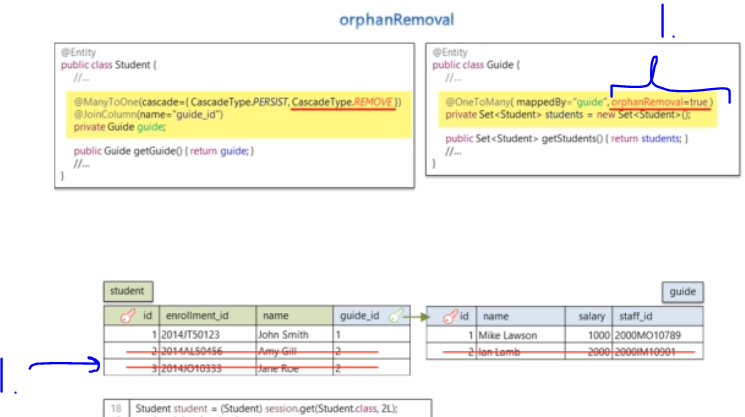 orphanRemoval
1.
@Entity
public class Student {
//...
@ManyToOne(cascade={ CascadeType.PERSIST, CascadeType.REMOVE })
@JoinColumn(name="guide_id")
private Guide guide;
public Guide getGuide() { return guide; }
//...
}
@Entity
public class Guide {
//...
@OneToMany( mappedBy="guide", orphanRemoval=true )
private Set<Student> students = new Set<Student>();
public Set<Student> getStudents() { return students; }
//...
}
student
id enrollment_id name guide_id
1 2014JT50123 John Smith 1
2 2014AL50456 Amy Gill 2
3 2014JO10333 Jane Roe 2
guide
id name salary staff_id
1 Mike Lawson 1000 2000MO10789
2 Ian Lamb 2000 2000IM10901
1.
18 Student student = (Student) session.get(Student.class, 2L);